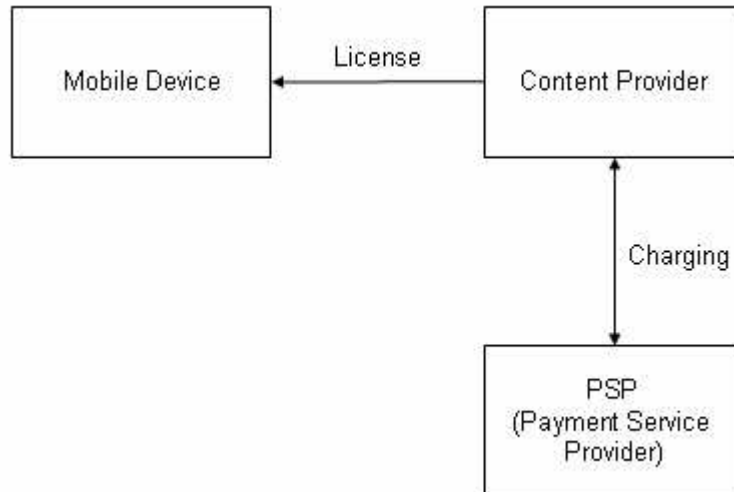 Mobile Device
License
Content Provider
Charging
PSP
(Payment Service
Provider)